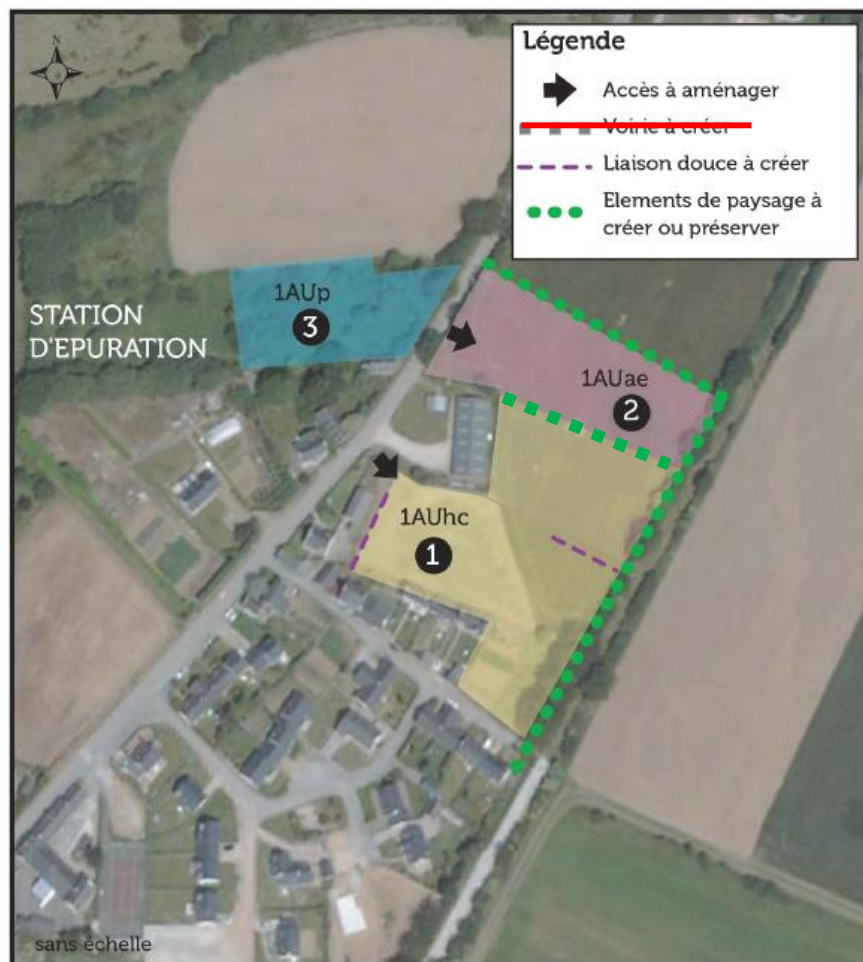 N
Légende
Accès à aménager
Voirie à créer
Liaison douce à créer
Elements de paysage à
créer ou préserver
1AUp
3
STATION
D'EPURATION
1AUae
2
1AUhc
1
sans échelle